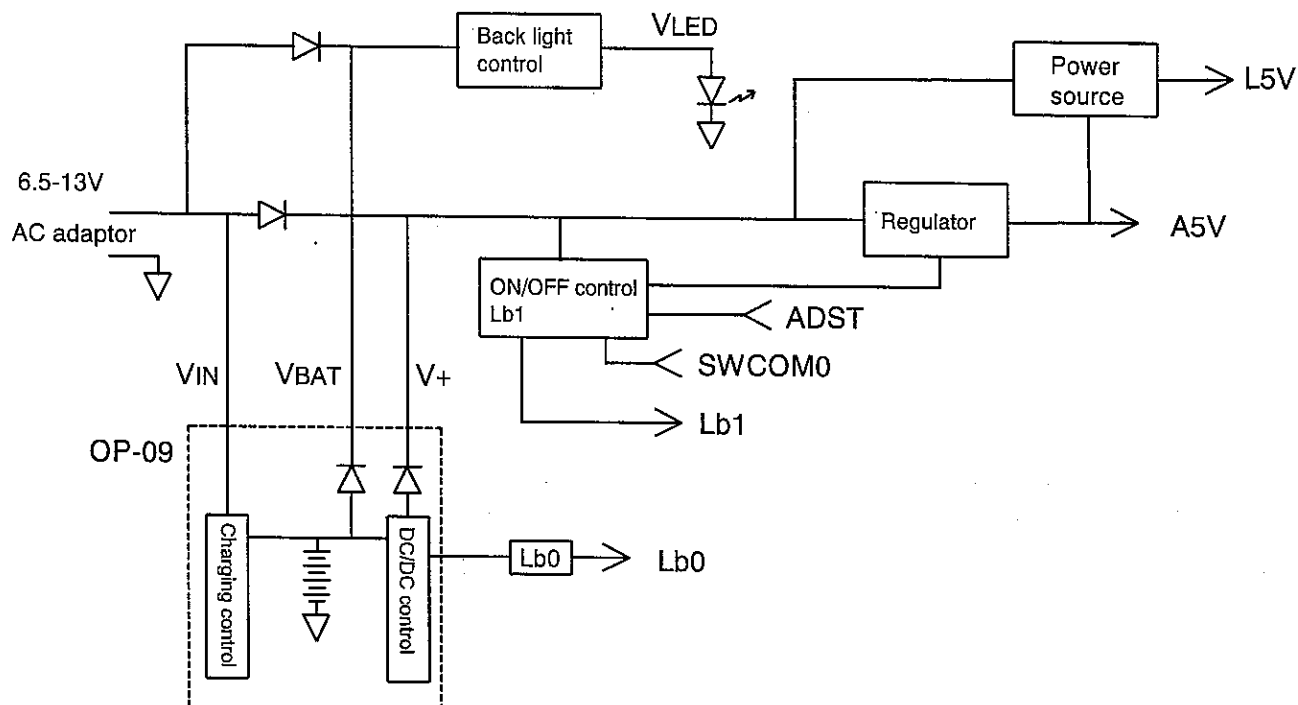 VLED
Back light
control
Power
source
L5V
6.5-13V
AC adaptor
Regulator
A5V
ON/OFF control
Lb1
ADST
SWCOM0
VIN
VBAT
V+
Lb1
OP-09
Charging control
DC/DC control
Lb0
Lb0